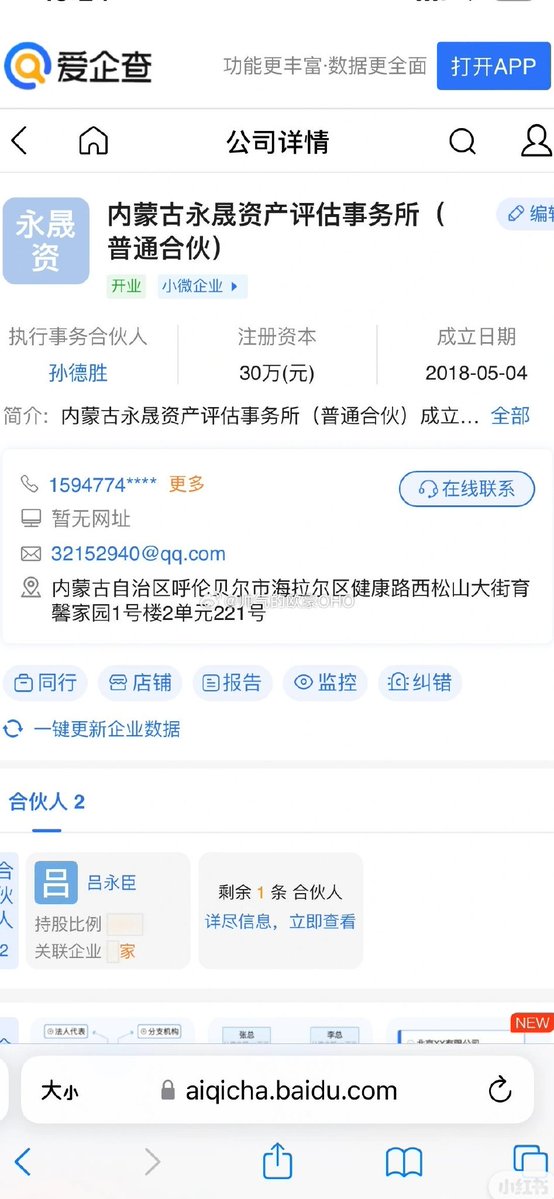 爱企查
功能更丰富·数据更全面
打开APP
公司详情
永晟
资
内蒙古永晟资产评估事务所（
普通合伙）
开业
小微企业
执行事务合伙人
注册资本
成立日期
孙德胜
30万(元)
2018-05-04
简介：内蒙古永晟资产评估事务所（普通合伙）成立... 全部
1594774**** 更多
在线联系
暂无网址
32152940@qq.com
内蒙古自治区呼伦贝尔市海拉尔区健康路西松山大街育
馨家园1号楼2单元221号
同行
店铺
报告
监控
纠错
一键更新企业数据
合伙人 2
合伙人
2
吕
吕永臣
持股比例
关联企业
家
剩余 1 条 合伙人
详尽信息，立即查看
法人代表
分支机构
张总
李总
NEW
大小
aiqicha.baidu.com
小红书